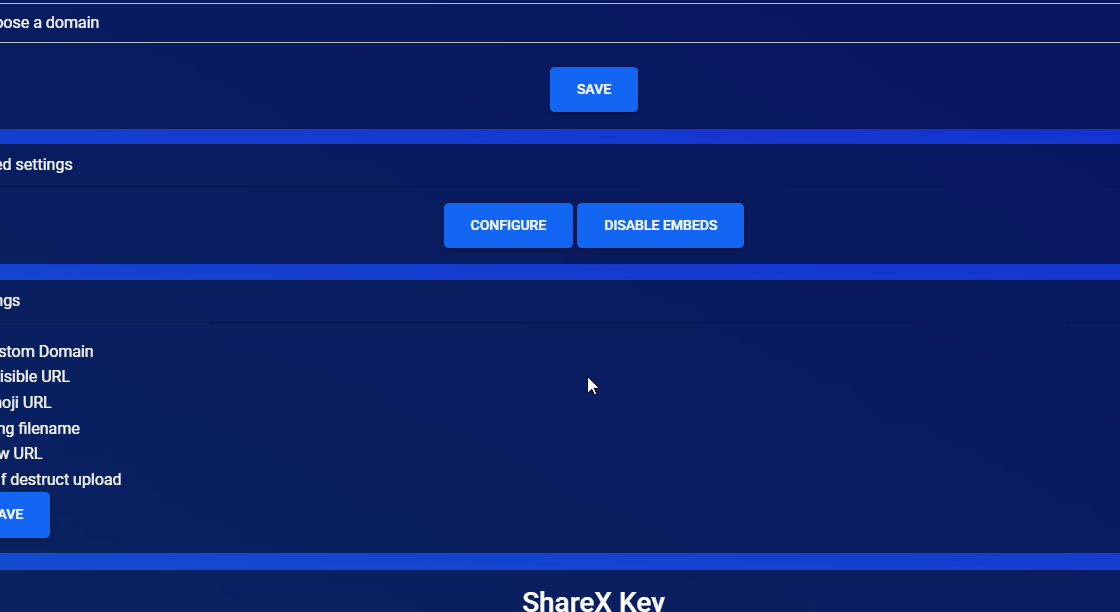 pose a domain
SAVE
ed settings
CONFIGURE DISABLE EMBEDS
ngs
stom Domain
isible URL
noji URL
ng filename
w URL
f destruct upload
AVE
ShareX Key